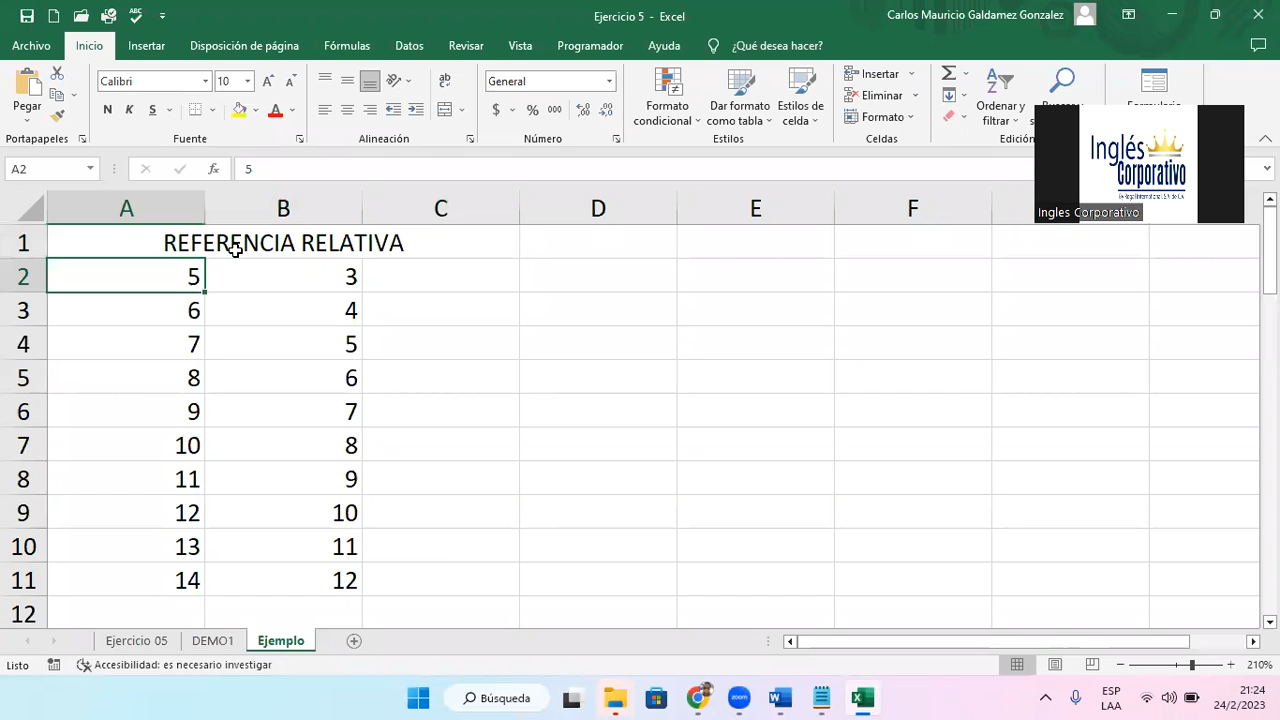 Ejercicio 5 - Excel
Carlos Mauricio Galdamez Gonzalez
Archivo Inicio Insertar Disposición de página Fórmulas Datos Revisar Vista Programador Ayuda ¿Qué desea hacer?
Pegar
Calibri 10
N K S
General
$ % 000
Formato condicional
Dar formato como tabla
Estilos de celda
Insertar
Eliminar
Formato
Ordenar y filtrar
Portapapeles Fuente Alineación Número Estilos Celdas
Inglés Corporativo
Ingles Corporativo
A2 fx 5
A B C D E F
1 REFERENCIA RELATIVA
2 5 3
3 6 4
4 7 5
5 8 6
6 9 7
7 10 8
8 11 9
9 12 10
10 13 11
11 14 12
12
Ejercicio 05 DEMO1 Ejemplo
Listo Accesibilidad: es necesario investigar 210%
Búsqueda
ESP
LAA
21:24
24/2/2023